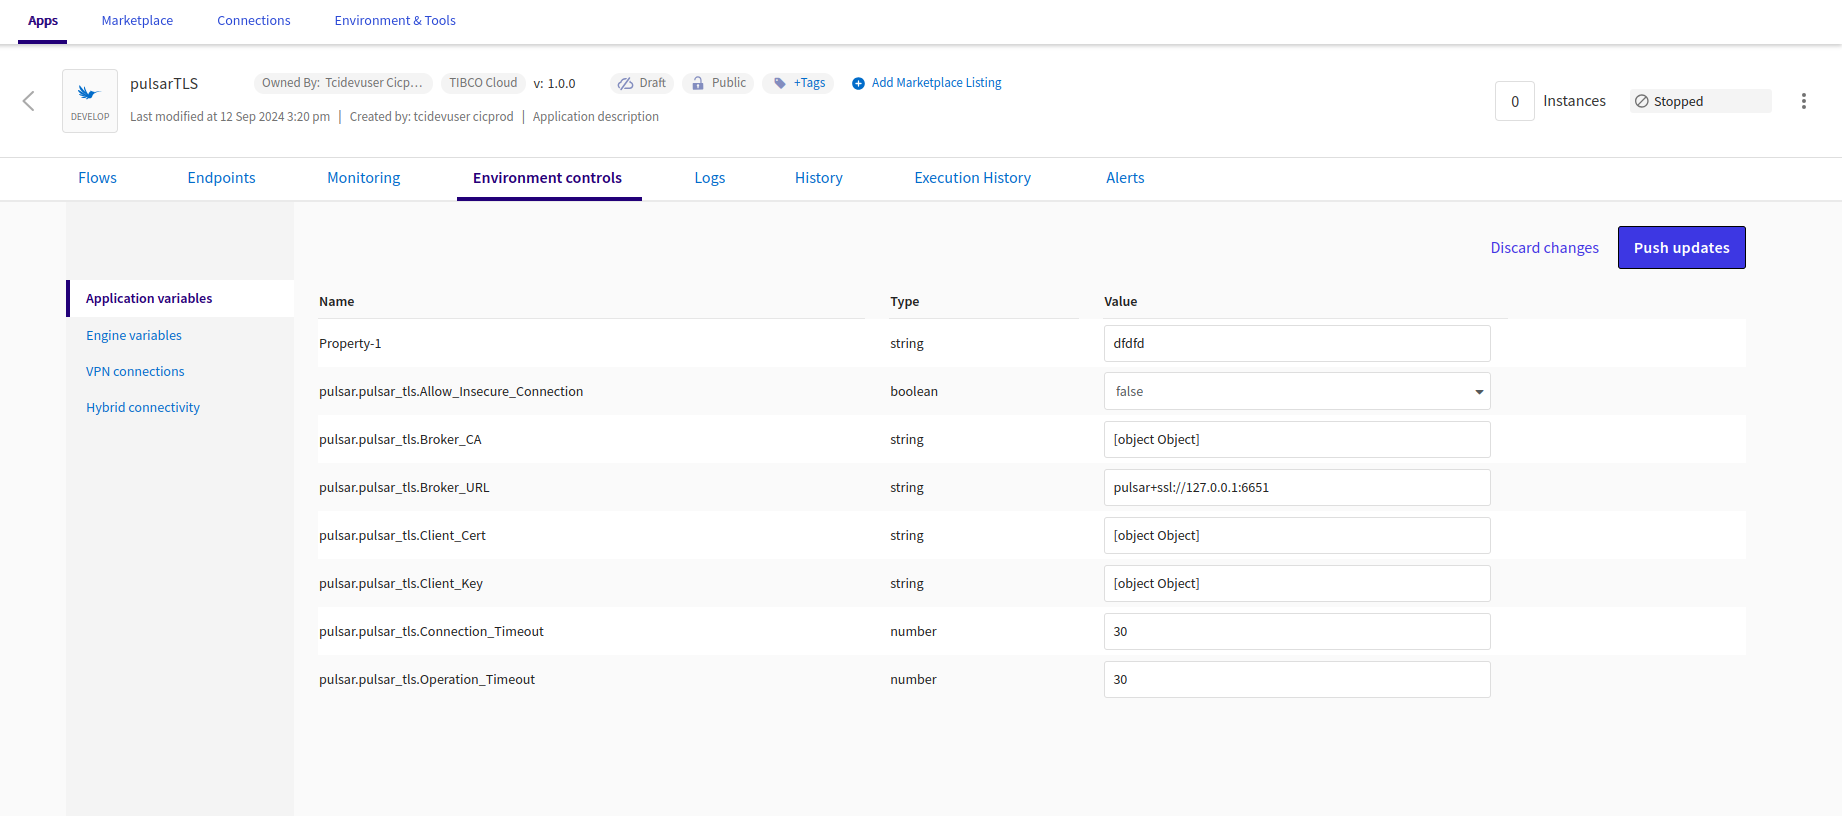 Apps Marketplace Connections Environment & Tools
DEVELOP
pulsarTLS Owned By: Tcidevuser Cicp... TIBCO Cloud v: 1.0.0 Draft Public +Tags Add Marketplace Listing
Last modified at 12 Sep 2024 3:20 pm | Created by: tcidevuser cicprod | Application description
0 Instances Stopped
Flows Endpoints Monitoring Environment controls Logs History Execution History Alerts
Discard changes Push updates
Application variables
Engine variables
VPN connections
Hybrid connectivity
Name Type Value
Property-1 string dfdfd
pulsar.pulsar_tls.Allow_Insecure_Connection boolean false
pulsar.pulsar_tls.Broker_CA string [object Object]
pulsar.pulsar_tls.Broker_URL string pulsar+ssl://127.0.0.1:6651
pulsar.pulsar_tls.Client_Cert string [object Object]
pulsar.pulsar_tls.Client_Key string [object Object]
pulsar.pulsar_tls.Connection_Timeout number 30
pulsar.pulsar_tls.Operation_Timeout number 30